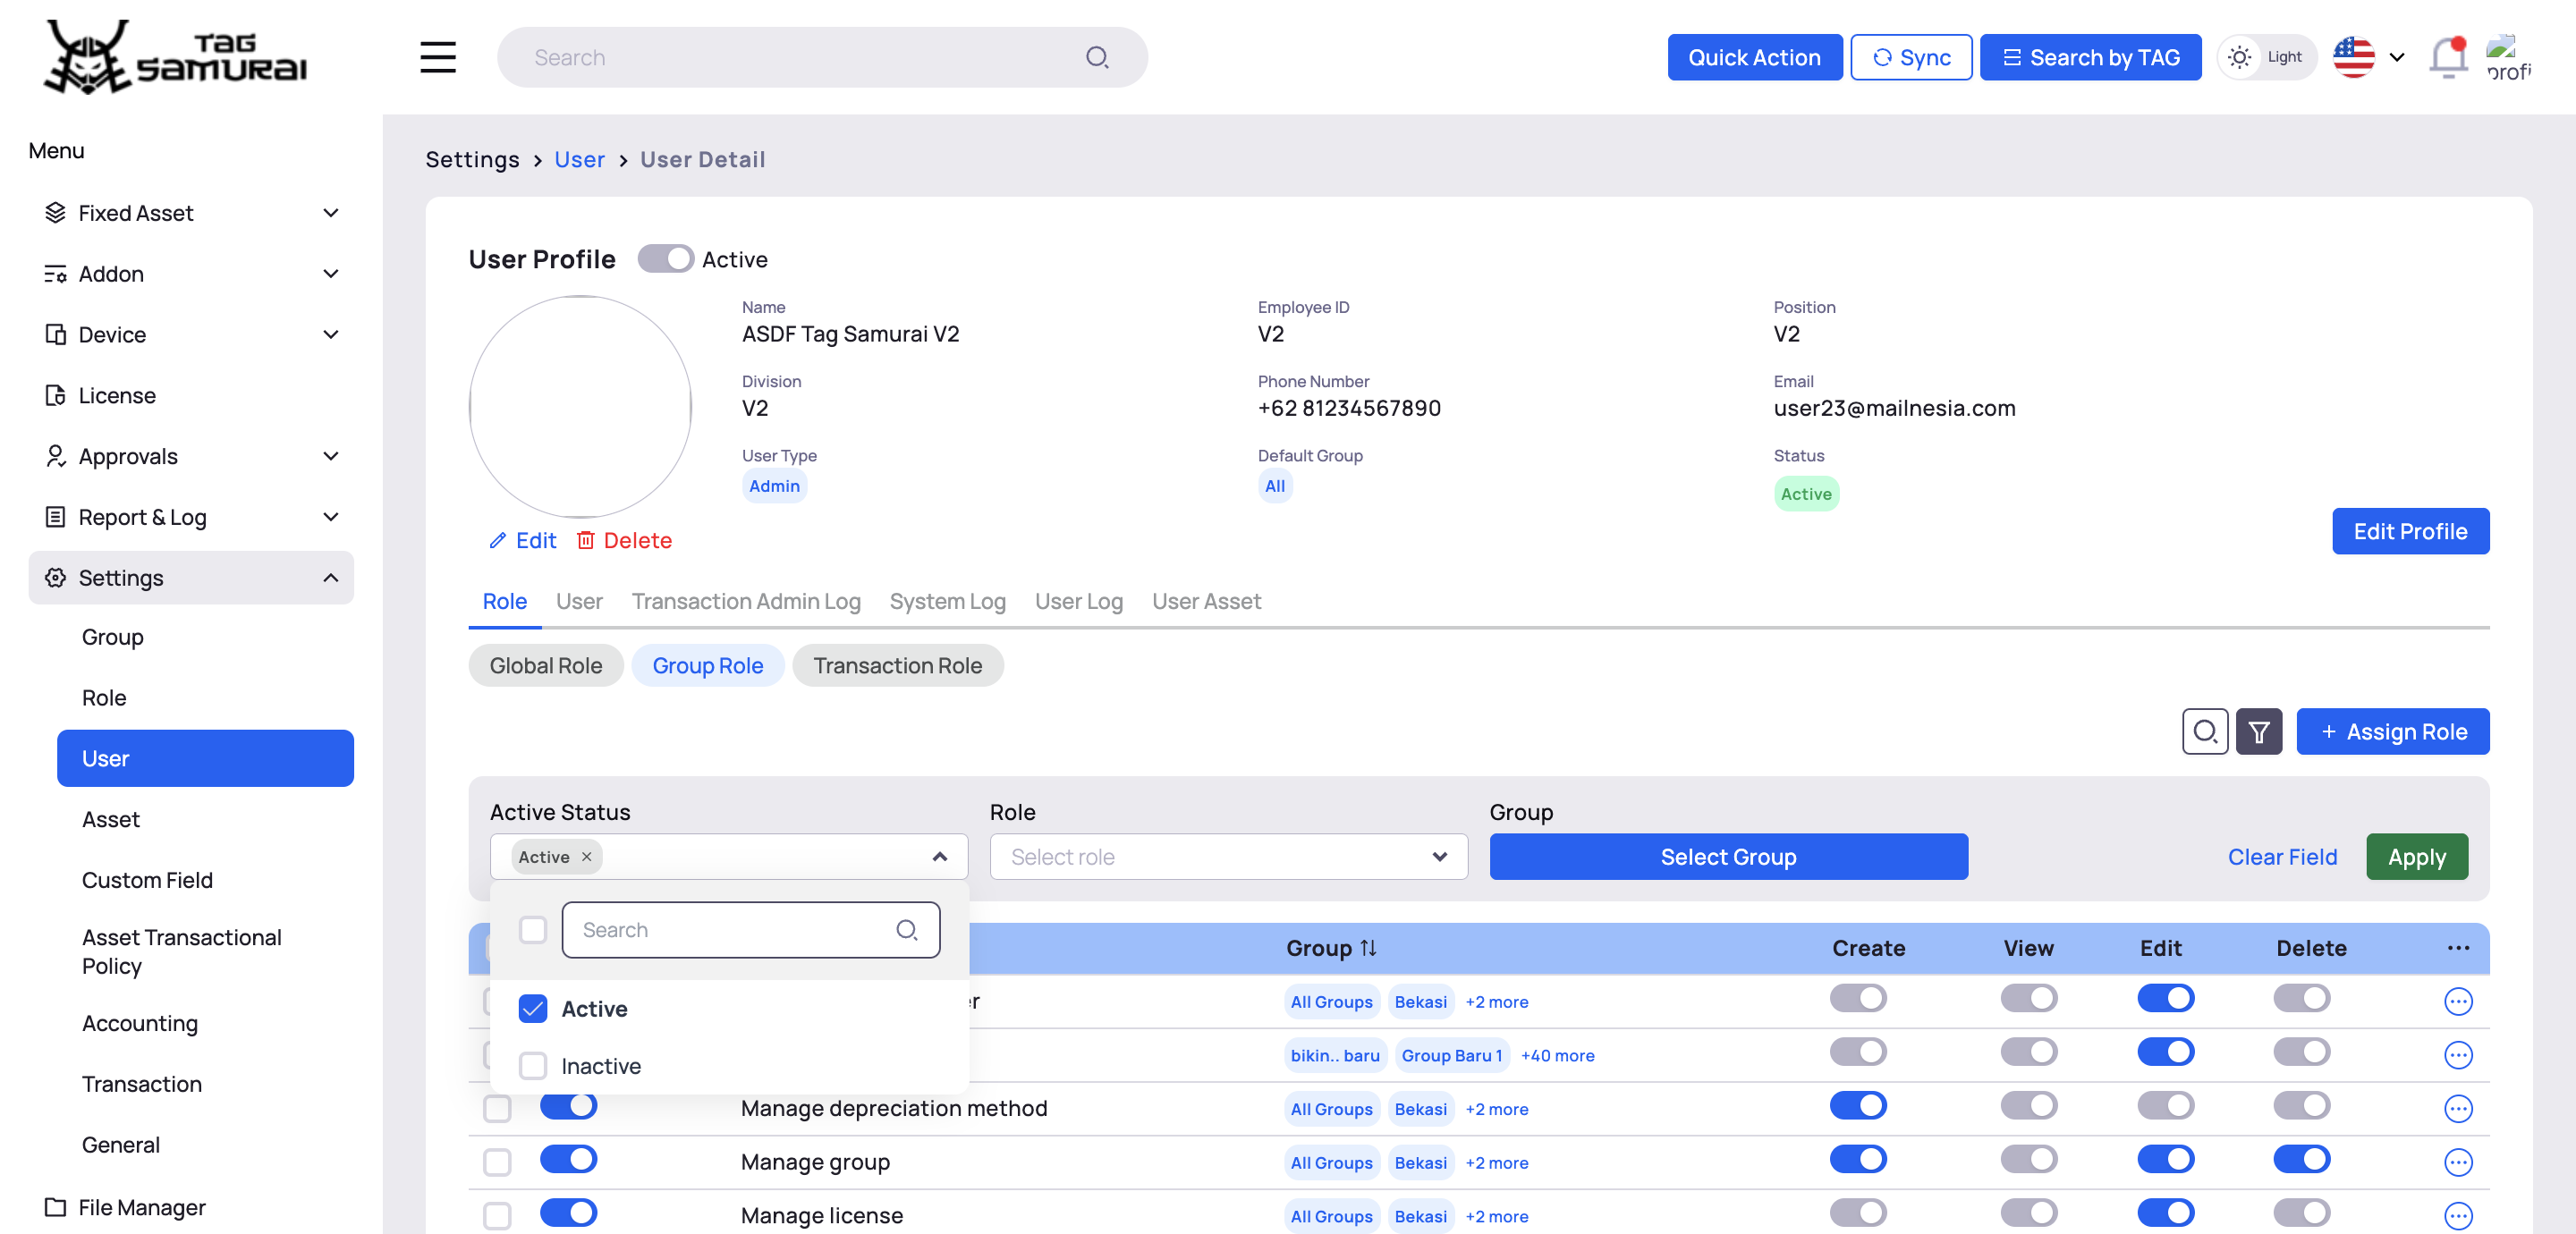 TAG
SAMURAI
Search
Quick Action
Sync
Search by TAG
Light
profi
Menu
Fixed Asset
Addon
Device
License
Approvals
Report & Log
Settings
Group
Role
User
Asset
Custom Field
Asset Transactional
Policy
Accounting
Transaction
General
File Manager
Settings > User > User Detail
User Profile Active
Name
ASDF Tag Samurai V2
Employee ID
V2
Position
V2
Division
V2
Phone Number
+62 81234567890
Email
user23@mailnesia.com
User Type
Admin
Default Group
All
Status
Active
Edit Delete
Edit Profile
Role User Transaction Admin Log System Log User Log User Asset
Global Role Group Role Transaction Role
+ Assign Role
Active Status
Active ×
Role
Select role
Group
Select Group
Clear Field
Apply
Search
Active
Inactive
Group Create View Edit Delete ...
All Groups Bekasi +2 more
bikin.. baru Group Baru 1 +40 more
Manage depreciation method All Groups Bekasi +2 more
Manage group All Groups Bekasi +2 more
Manage license All Groups Bekasi +2 more